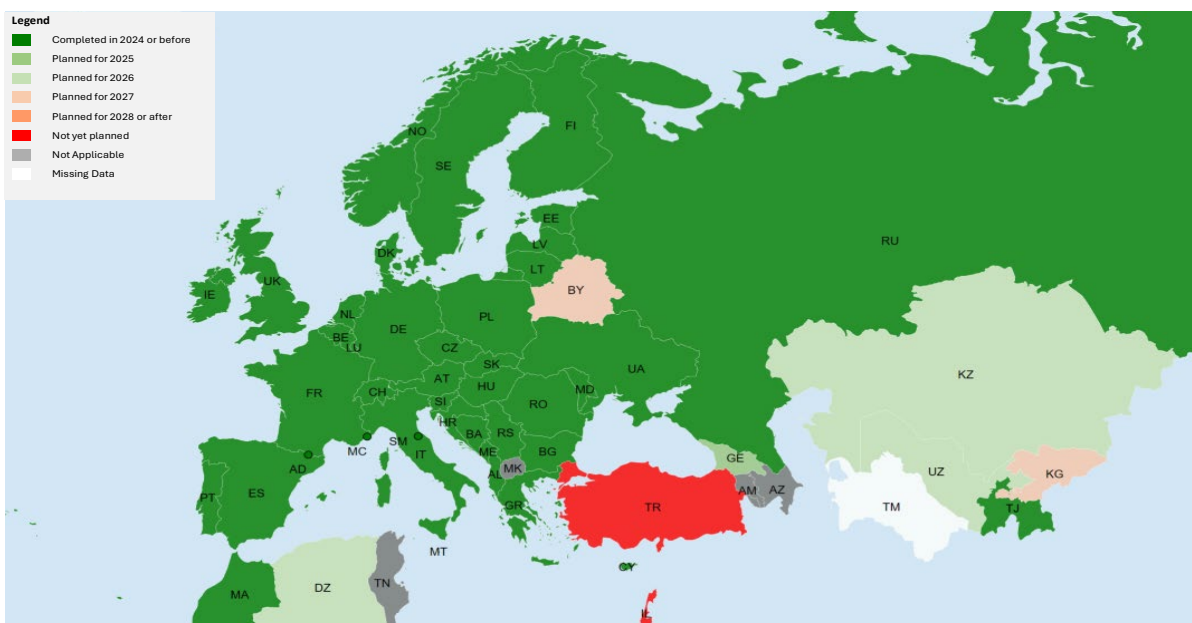 Legend
Completed in 2024 or before
Planned for 2025
Planned for 2026
Planned for 2027
Planned for 2028 or after
Not yet planned
Not Applicable
Missing Data
NO
FI
SE
EE
RU
LV
DK
LT
UK
IE
BY
NL
PL
DE
BE
LU
CZ
SK
UA
KZ
AT
HU
MD
FR
CH
SI
RO
HR
BA
RS
SM
MC
IT
ME
BG
GE
AD
AL
MK
UZ
KG
PT
ES
GR
TR
AM
AZ
TM
TJ
MT
CY
TN
DZ
MA
IL